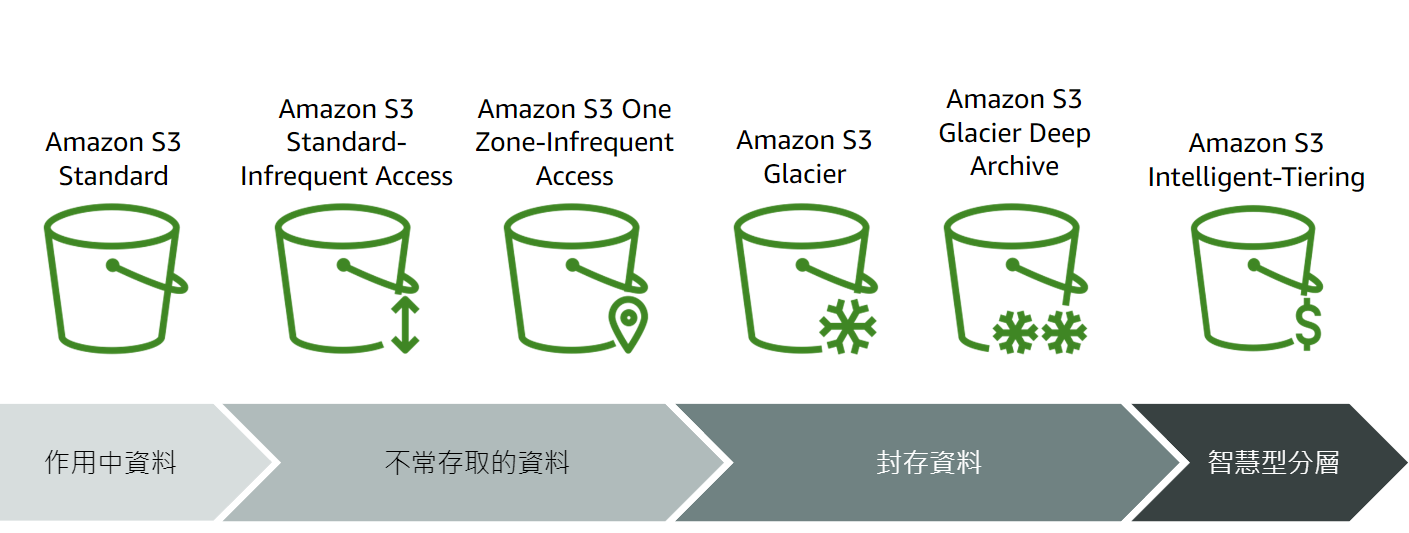 Amazon S3
Standard
Amazon S3
Standard-
Infrequent Access
Amazon S3 One
Zone-Infrequent
Access
Amazon S3
Glacier
Amazon S3
Glacier Deep
Archive
Amazon S3
Intelligent-Tiering
$
作用中資料
不常存取的資料
封存資料
智慧型分層